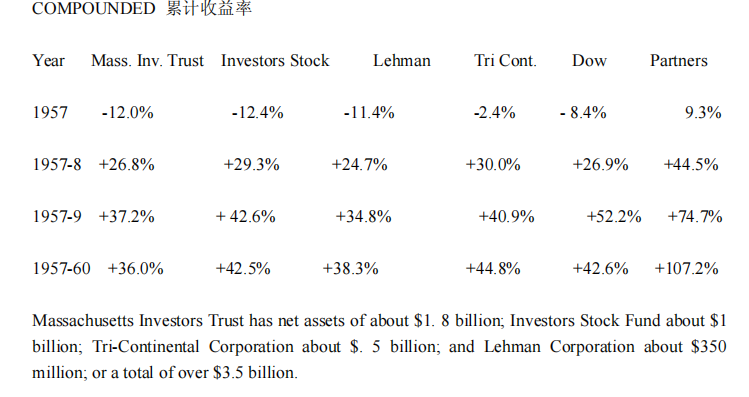 COMPOUNDED 累计收益率
Year Mass. Inv. Trust Investors Stock Lehman Tri Cont. Dow Partners
1957 -12.0% -12.4% -11.4% -2.4% - 8.4% 9.3%
1957-8 +26.8% +29.3% +24.7% +30.0% +26.9% +44.5%
1957-9 +37.2% + 42.6% +34.8% +40.9% +52.2% +74.7%
1957-60 +36.0% +42.5% +38.3% +44.8% +42.6% +107.2%
Massachusetts Investors Trust has net assets of about $1. 8 billion; Investors Stock Fund about $1
billion; Tri-Continental Corporation about $. 5 billion; and Lehman Corporation about $350
million; or a total of over $3.5 billion.